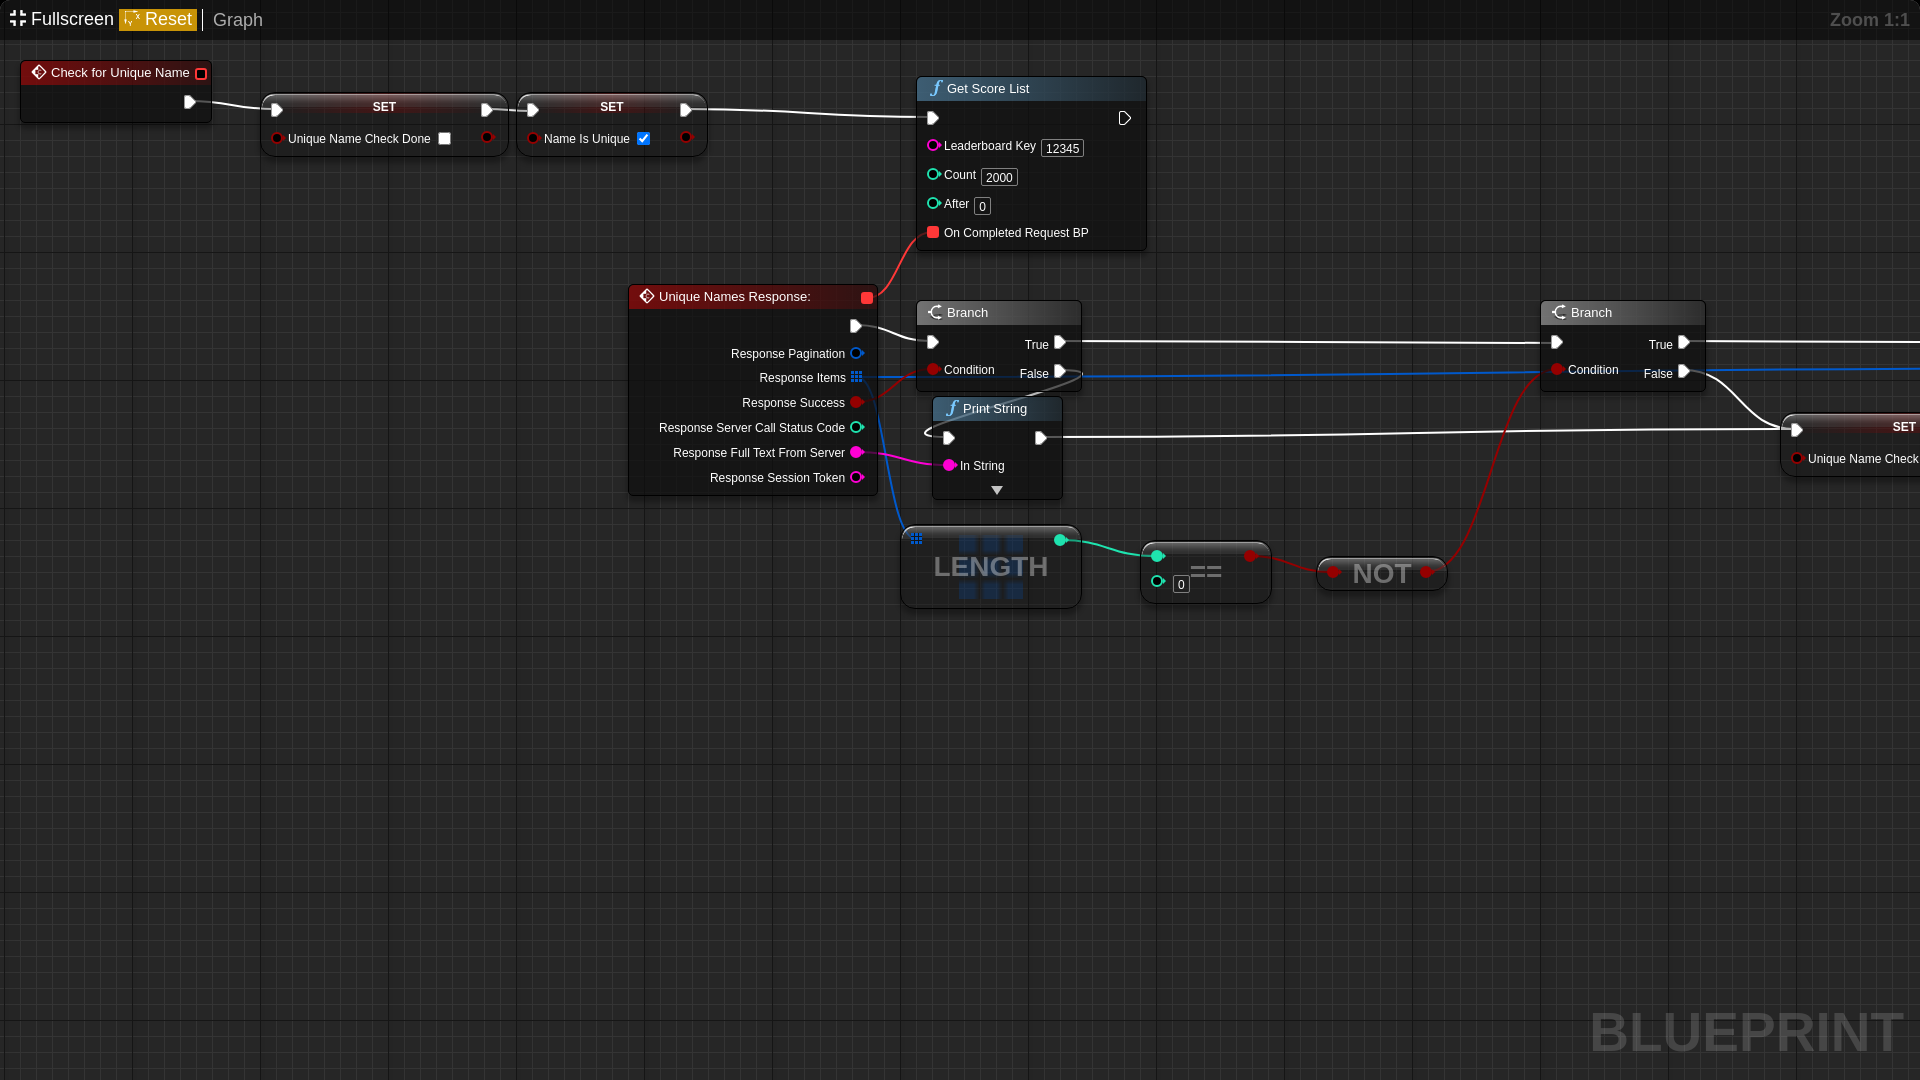 Fullscreen Reset Graph
Zoom 1:1
Check for Unique Name
SET
Unique Name Check Done
SET
Name Is Unique
Get Score List
Leaderboard Key 12345
Count 2000
After 0
On Completed Request BP
Unique Names Response:
Response Pagination
Response Items
Response Success
Response Server Call Status Code
Response Full Text From Server
Response Session Token
Branch
True
Condition False
Print String
In String
LENGTH
==
0
NOT
Branch
True
Condition False
SET
Unique Name Check
BLUEPRINT